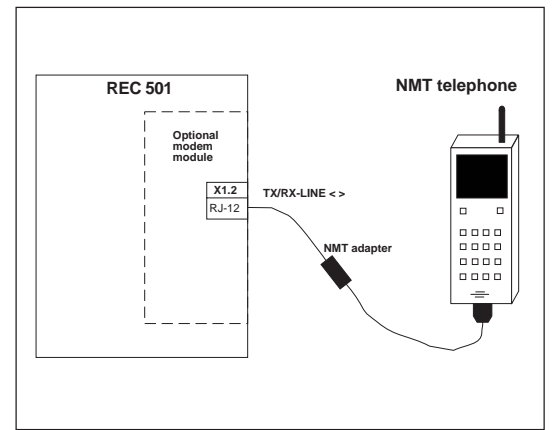 REC 501
NMT telephone
Optional
modem
module
X1.2
TX/RX-LINE < >
RJ-12
NMT adapter